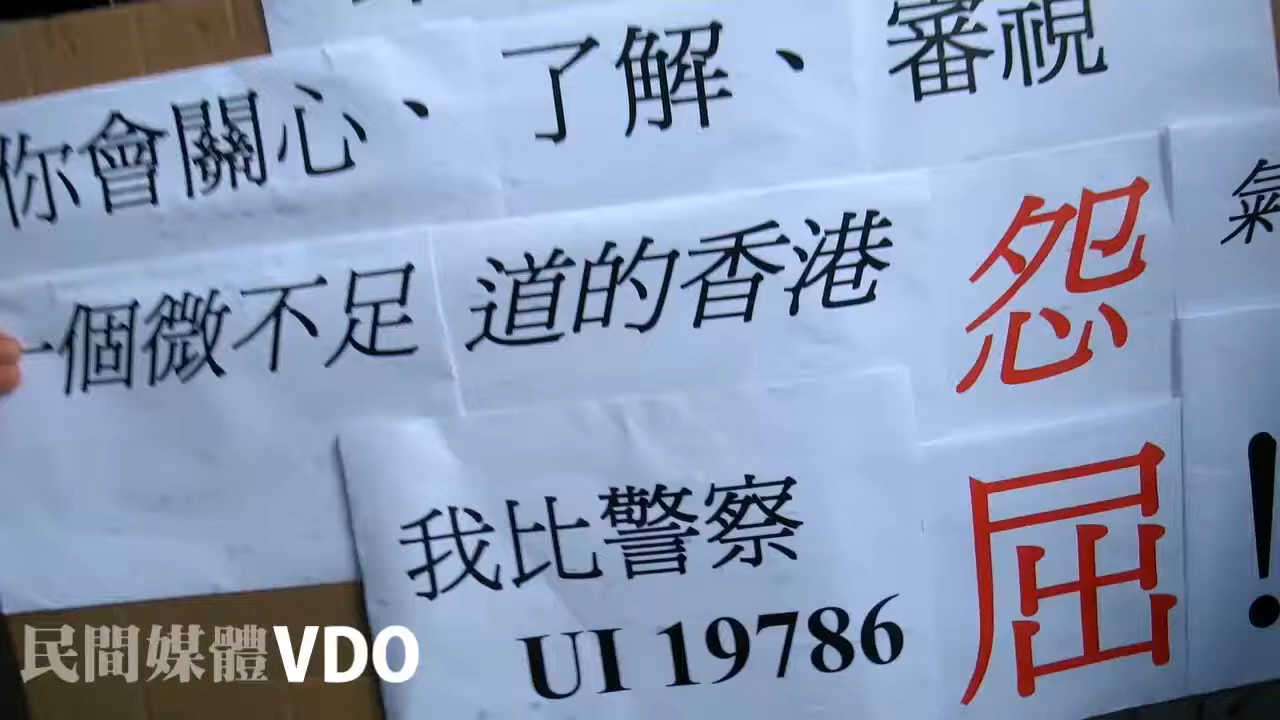 你會關心、了解、審視
一個微不足道的香港
怨屈
氣
!
我比警察
UI 19786
民間媒體VDO